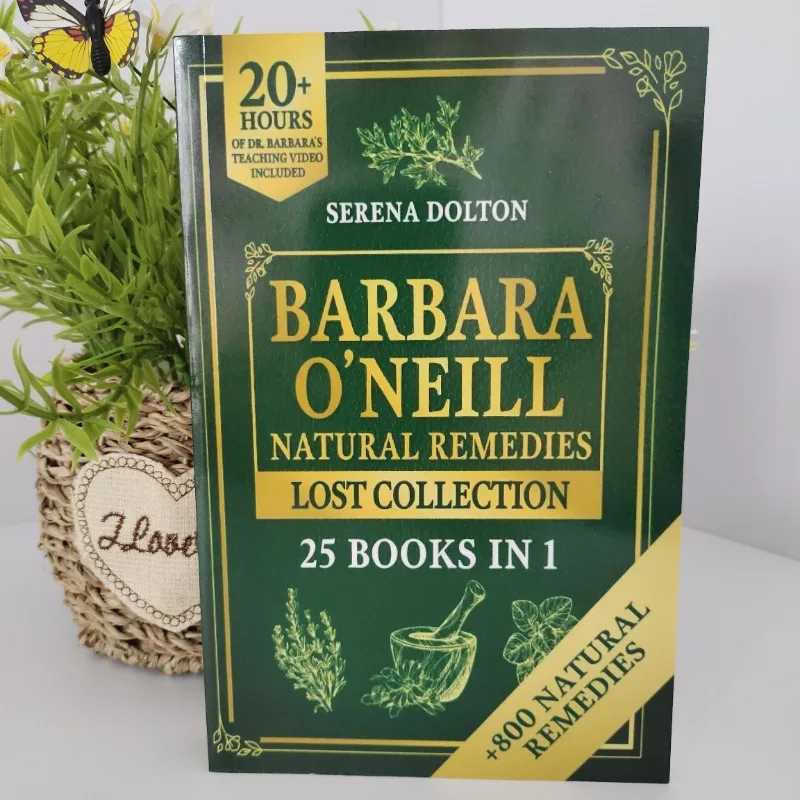 20+
HOURS
OF DR. BARBARA'S
TEACHING VIDEO
INCLUDED
SERENA DOLTON
BARBARA
O'NEILL
NATURAL REMEDIES
LOST COLLECTION
25 BOOKS IN 1
+800 NATURAL
REMEDIES
I Love